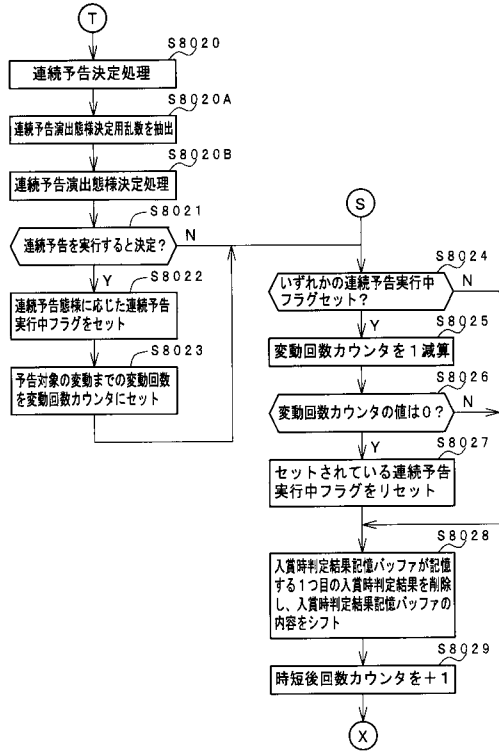 T
S8020
連続予告決定処理
S8020A
連続予告演出態様決定用乱数を抽出
S8020B
連続予告演出態様決定処理
S8021
連続予告を実行すると決定?
N
Y
S8022
連続予告態様に応じた連続予告
実行中フラグをセット
S8023
予告対象の変動までの変動回数
を変動回数カウンタにセット
S
S8024
いずれかの連続予告実行中
フラグセット?
N
Y
S8025
変動回数カウンタを1減算
S8026
変動回数カウンタの値は0?
N
Y
S8027
セットされている連続予告
実行中フラグをリセット
S8028
入賞時判定結果記憶バッファが記憶
する1つ目の入賞時判定結果を削除
し、入賞時判定結果記憶バッファの
内容をシフト
S8029
時短後回数カウンタを+1
X